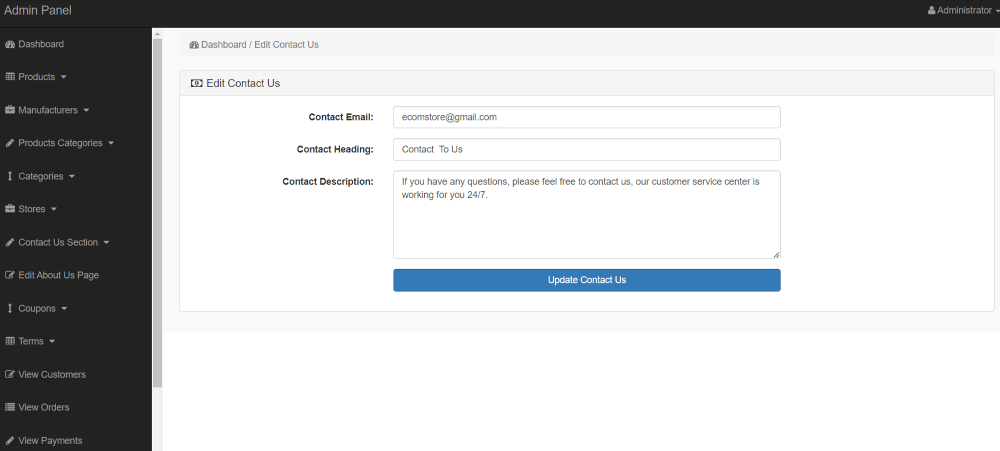 Admin Panel
Administrator
Dashboard
Products
Manufacturers
Products Categories
Categories
Stores
Contact Us Section
Edit About Us Page
Coupons
Terms
View Customers
View Orders
View Payments
Dashboard / Edit Contact Us
Edit Contact Us
Contact Email:
ecomstore@gmail.com
Contact Heading:
Contact  To Us
Contact Description:
If you have any questions, please feel free to contact us, our customer service center is
working for you 24/7.
Update Contact Us